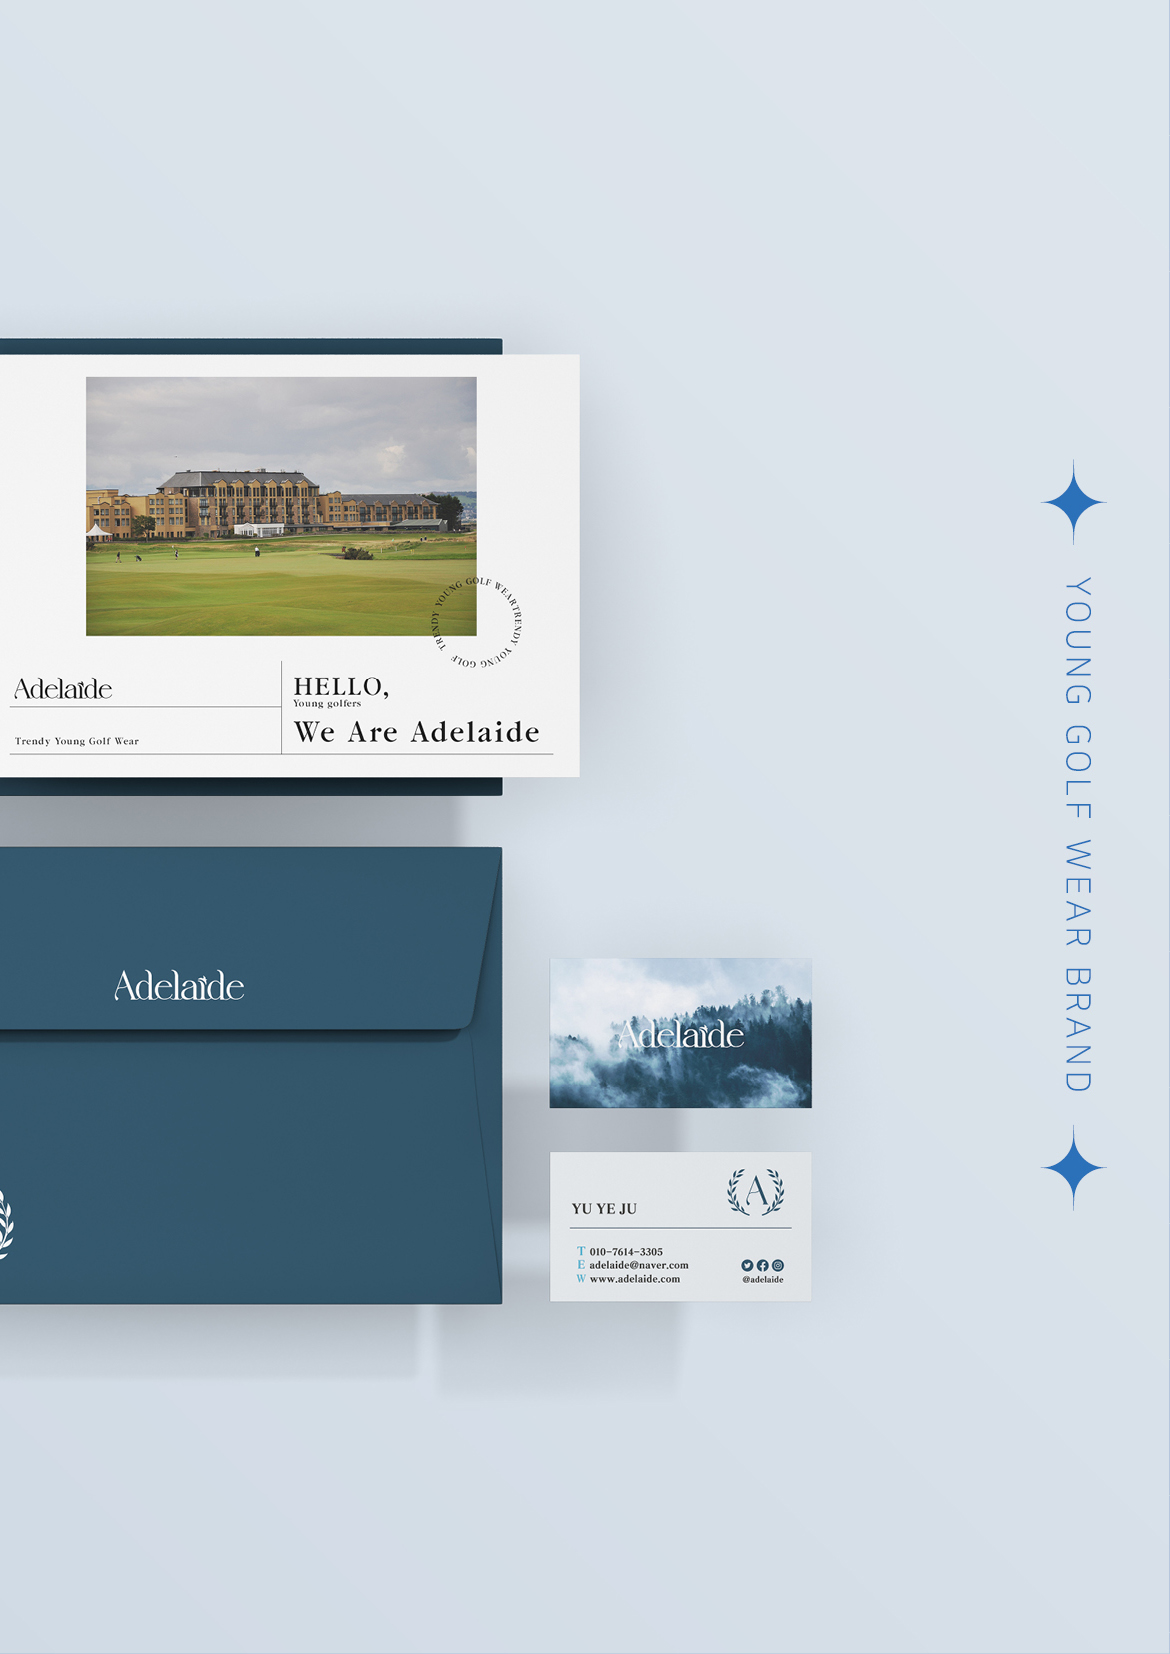 TRENDY YOUNG GOLF WEAR TRENDY YOUNG GOLF
Adelaide
Trendy Young Golf Wear
HELLO,
Young golfers
We Are Adelaide
Adelaide
Adelaide
A
YU YE JU
T 010-7614-3305
E adelaide@naver.com
W www.adelaide.com
@adelaide
YOUNG GOLF WEAR BRAND